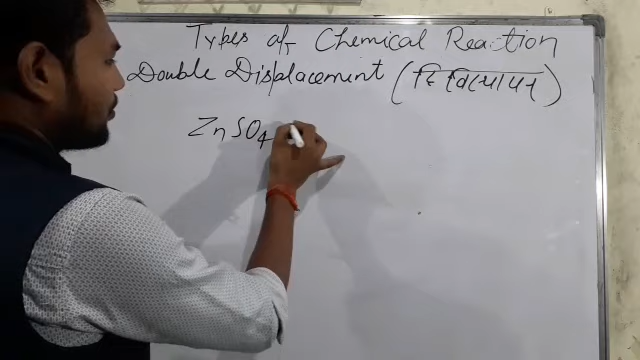 Types of Chemical Reaction
Double Displacement (द्विविस्थापन)
ZnSO4